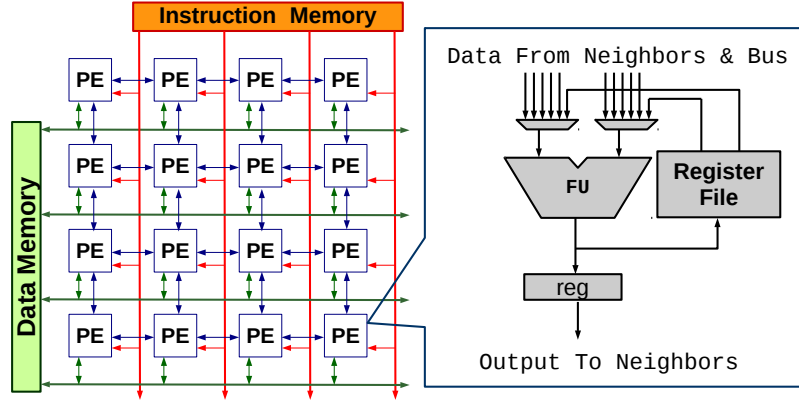 Instruction Memory
Data From Neighbors & Bus
PE PE PE PE
PE PE PE PE
PE PE PE PE
PE PE PE PE
Data Memory
FU
Register
File
reg
Output To Neighbors